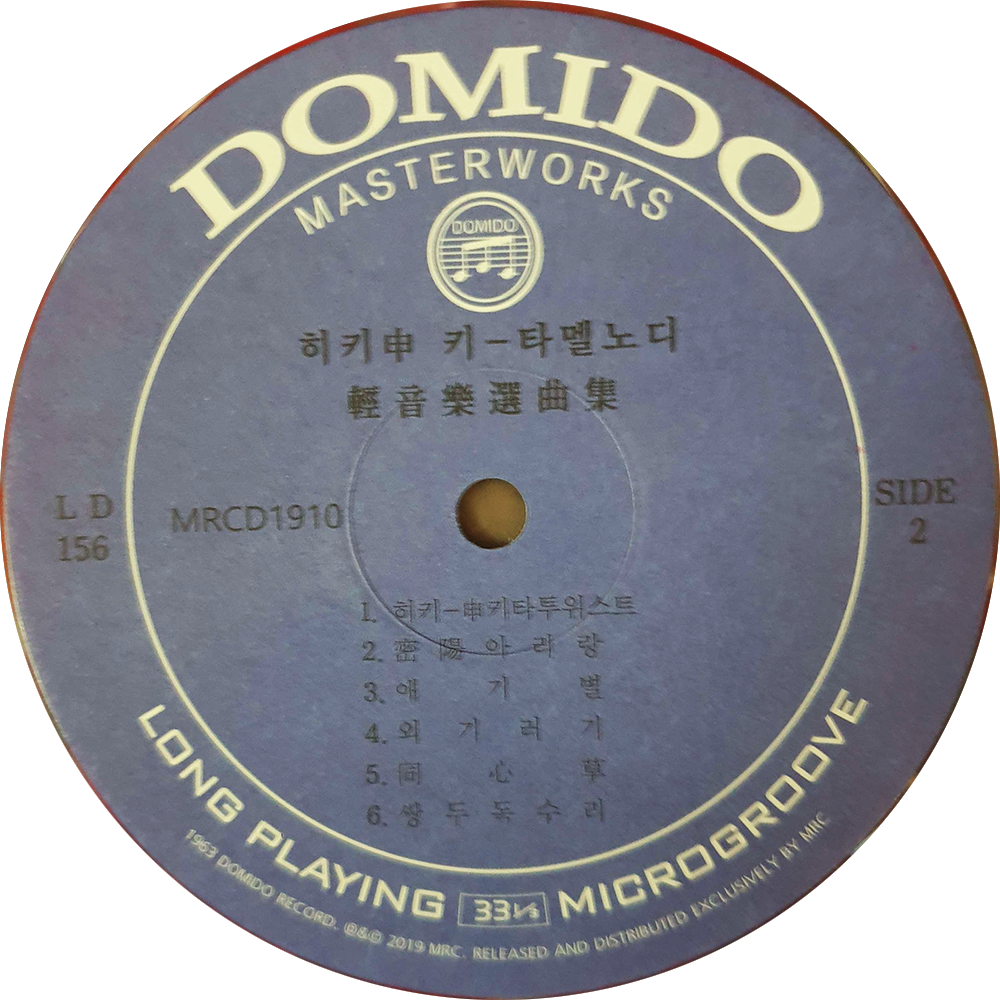 DOMIDO
MASTERWORKS
DOMIDO
히키申 키-타멜노디
輕音樂選曲集
L D
156
MRCD1910
SIDE
2
1. 히키-申키타투위스트
2. 密陽아리랑
3. 애기별
4. 외기러기
5. 同心草
6. 쌍두독수리
LONG PLAYING 33⅓ MICROGROOVE
1963 DOMIDO RECORD. ℗&© 2019 MRC. RELEASED AND DISTRIBUTED EXCLUSIVELY BY MRC